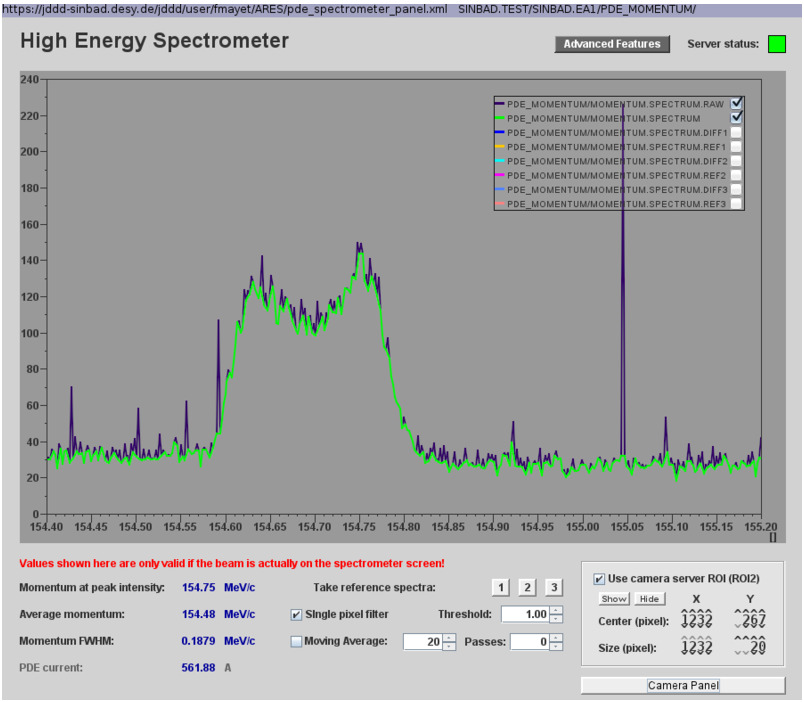 https://jddd-sinbad.desy.de/jddd/user/fmayet/ARES/pde_spectrometer_panel.xml SINBAD.TEST/SINBAD.EA1/PDE_MOMENTUM/
High Energy Spectrometer
Advanced Features
Server status:
240
220
200
180
160
140
120
100
80
60
40
20
0
PDE_MOMENTUM/MOMENTUM.SPECTRUM.RAW
PDE_MOMENTUM/MOMENTUM.SPECTRUM
PDE_MOMENTUM/MOMENTUM.SPECTRUM.DIFF1
PDE_MOMENTUM/MOMENTUM.SPECTRUM.REF1
PDE_MOMENTUM/MOMENTUM.SPECTRUM.DIFF2
PDE_MOMENTUM/MOMENTUM.SPECTRUM.REF2
PDE_MOMENTUM/MOMENTUM.SPECTRUM.DIFF3
PDE_MOMENTUM/MOMENTUM.SPECTRUM.REF3
154.40 154.45 154.50 154.55 154.60 154.65 154.70 154.75 154.80 154.85 154.90 154.95 155.00 155.05 155.10 155.15 155.20
[]
Values shown here are only valid if the beam is actually on the spectrometer screen!
Momentum at peak intensity: 154.75 MeV/c Take reference spectra: 1 2 3
Average momentum: 154.48 MeV/c SIngle pixel filter Threshold: 1.00
Momentum FWHM: 0.1879 MeV/c Moving Average: 20 Passes: 0
PDE current: 561.88 A
Use camera server ROI (ROI2)
Show Hide X Y
Center (pixel): 1232 267
Size (pixel): 1232 20
Camera Panel